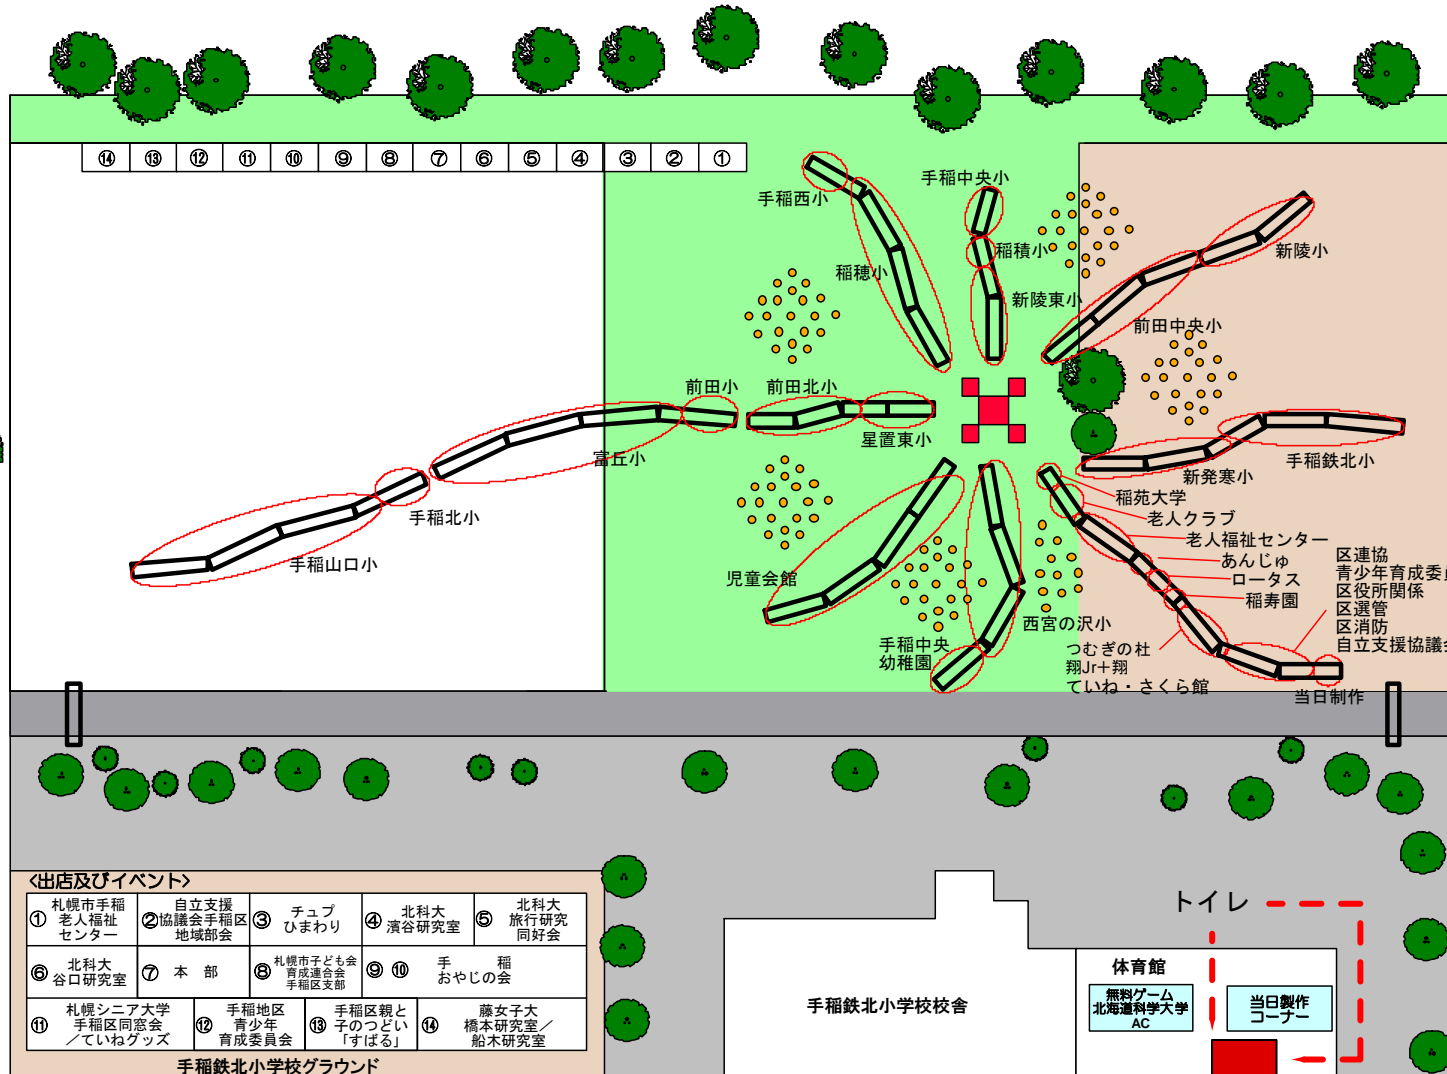 ⑭ ⑬ ⑫ ⑪ ⑩ ⑨ ⑧ ⑦ ⑥ ⑤ ④ ③ ② ①
手稲西小
手稲中央小
稲積小
新陵小
稲穂小
新陵東小
前田中央小
前田小
前田北小
星置東小
富丘小
手稲北小
手稲山口小
新発寒小
手稲鉄北小
稲苑大学
老人クラブ
老人福祉センター
あんじゅ
ロータス
稲寿園
区連協
青少年育成委員
区役所関係
区選管
区消防
自立支援協議会
児童会館
手稲中央
幼稚園
西宮の沢小
つむぎの杜
翔Jr+翔
ていね・さくら館
当日制作
<出店及びイベント>
① 札幌市手稲
老人福祉
センター
② 自立支援
協議会手稲区
地域部会
③ チュプ
ひまわり
④ 北科大
濱谷研究室
⑤ 北科大
旅行研究
同好会
⑥ 北科大
谷口研究室
⑦ 本 部
⑧ 札幌市子ども会
育成連合会
手稲区支部
⑨ ⑩ 手 稲
おやじの会
⑪ 札幌シニア大学
手稲区同窓会
/ていねグッズ
⑫ 手稲地区
青少年
育成委員会
⑬ 手稲区親と
子のつどい
「すばる」
⑭ 藤女子大
橋本研究室/
船木研究室
手稲鉄北小学校グラウンド
手稲鉄北小学校校舎
トイレ
体育館
無料ゲーム
北海道科学大学
AC
当日製作
コーナー